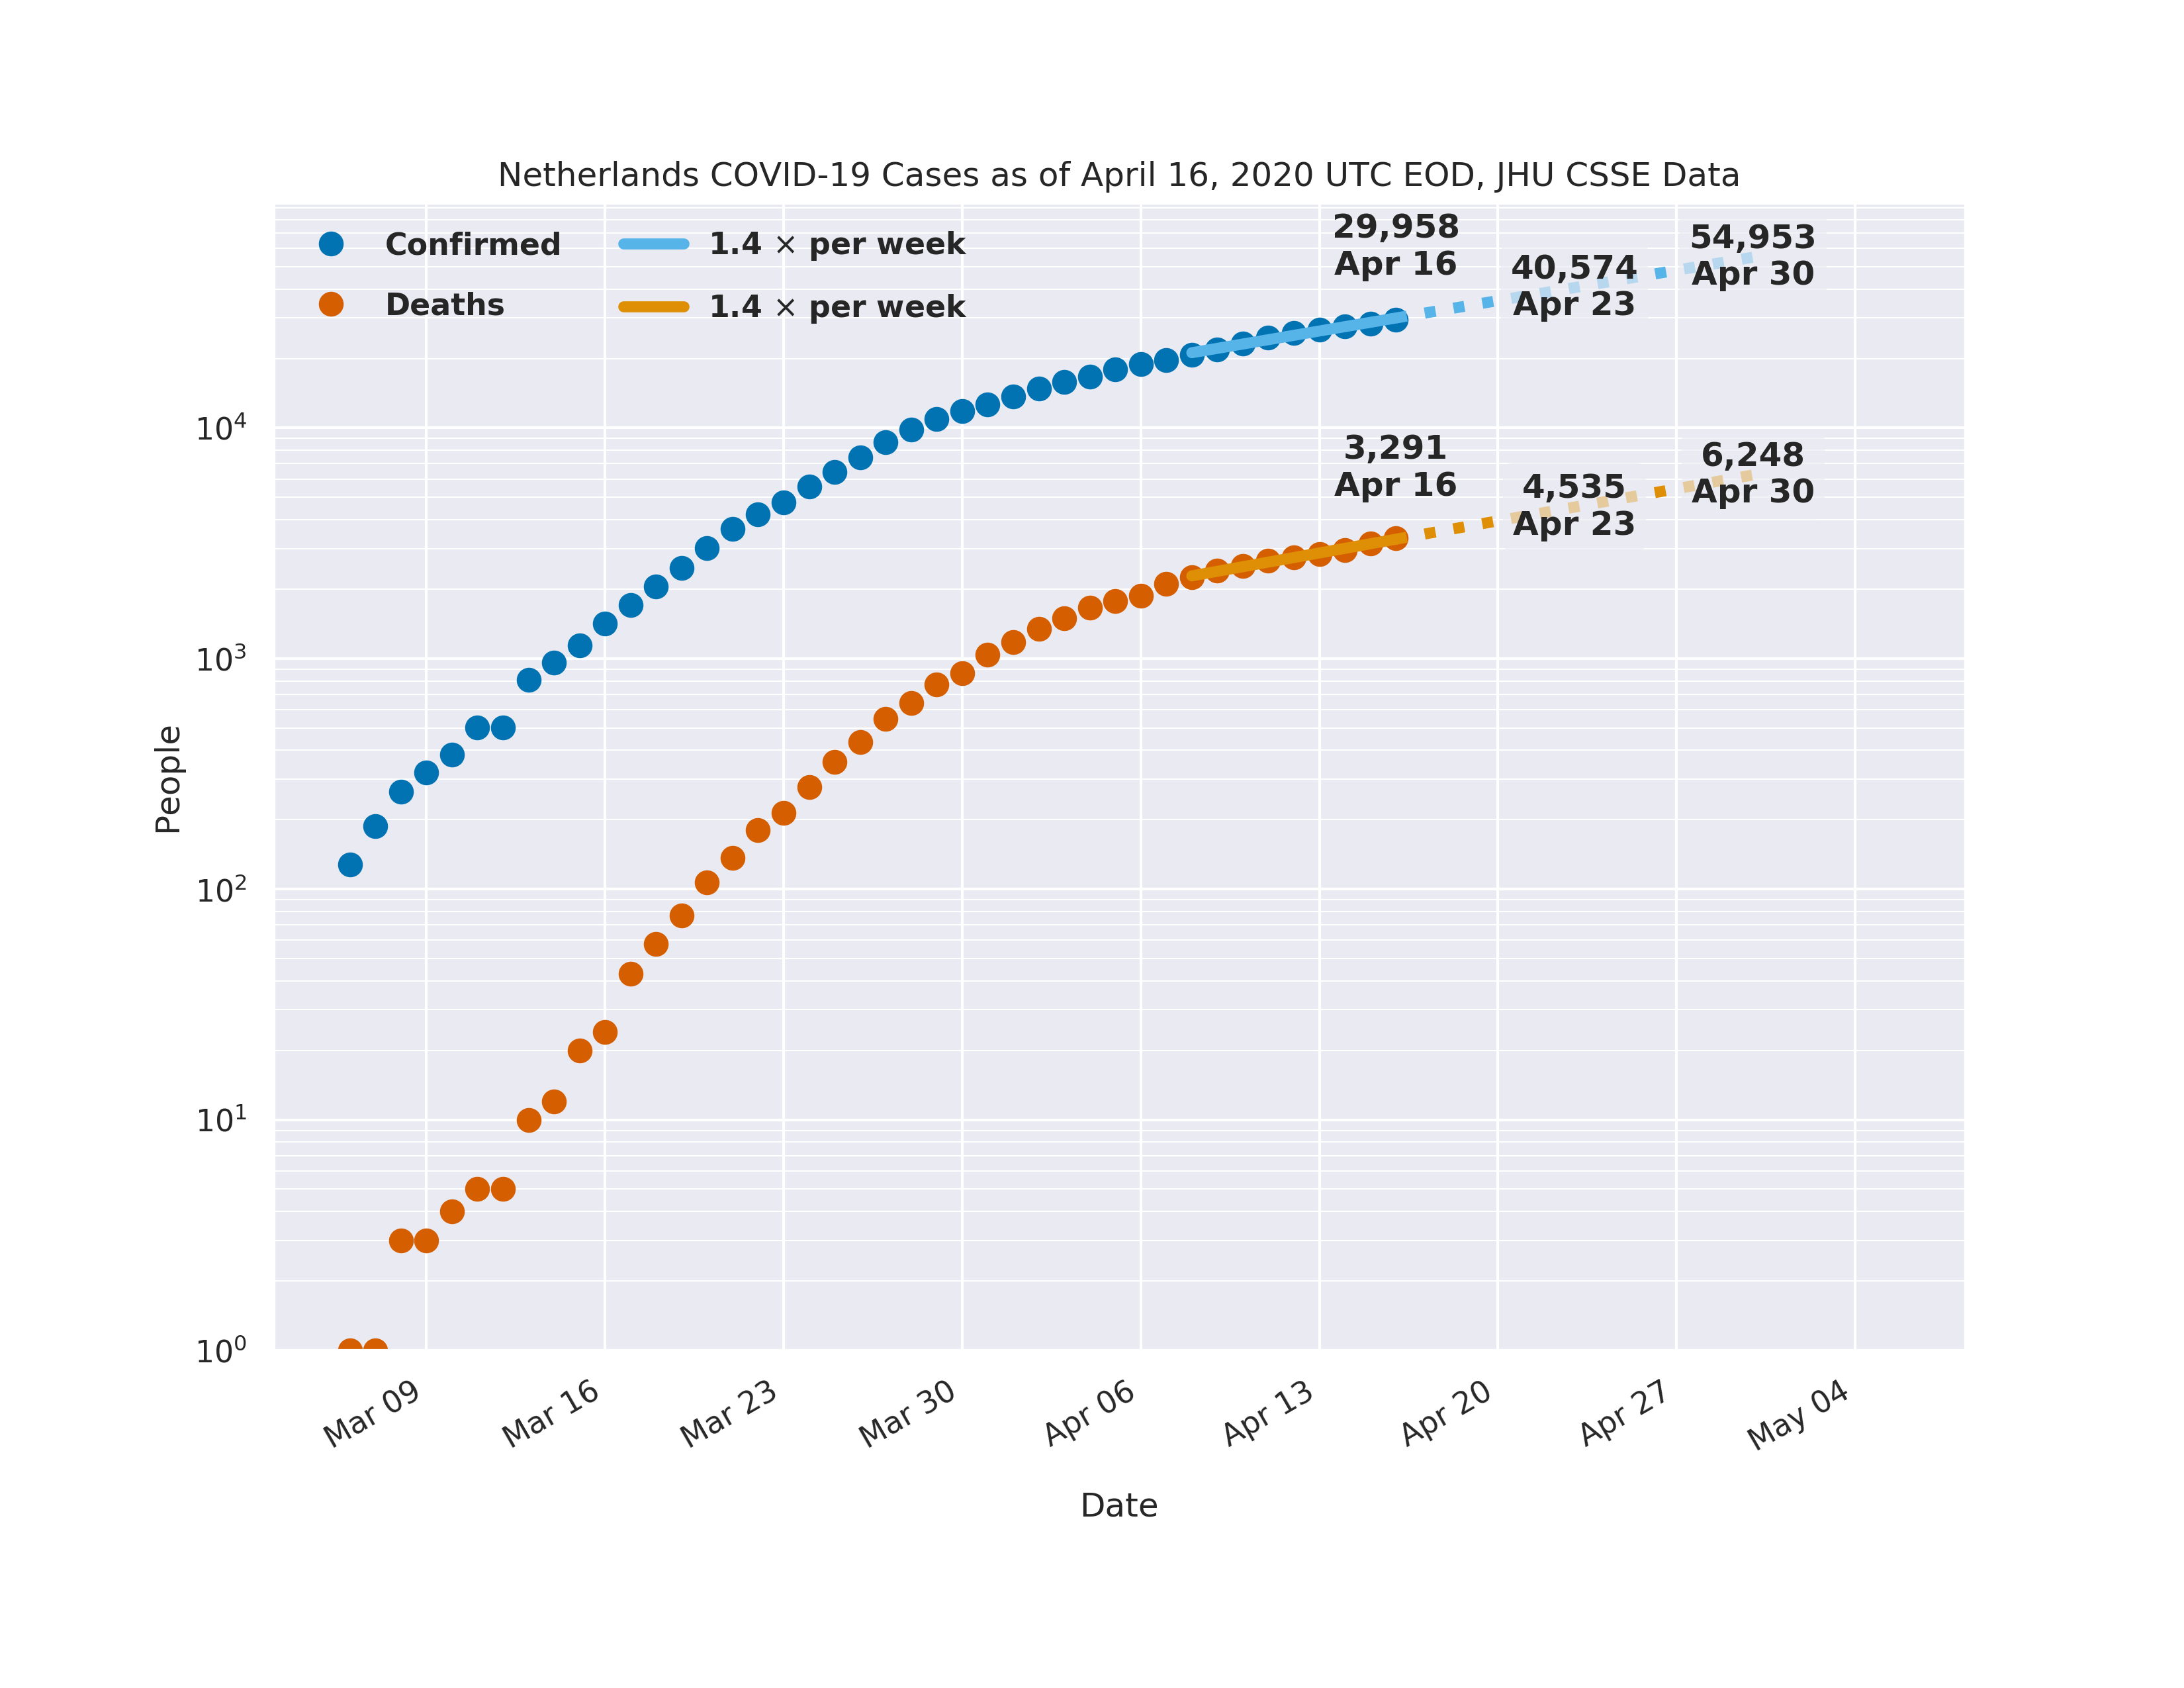 Netherlands COVID-19 Cases as of April 16, 2020 UTC EOD, JHU CSSE Data
Confirmed
Deaths
1.4 × per week
1.4 × per week
29,958
Apr 16
40,574
Apr 23
54,953
Apr 30
3,291
Apr 16
4,535
Apr 23
6,248
Apr 30
People
10⁴
10³
10²
10¹
10⁰
Mar 09
Mar 16
Mar 23
Mar 30
Apr 06
Apr 13
Apr 20
Apr 27
May 04
Date